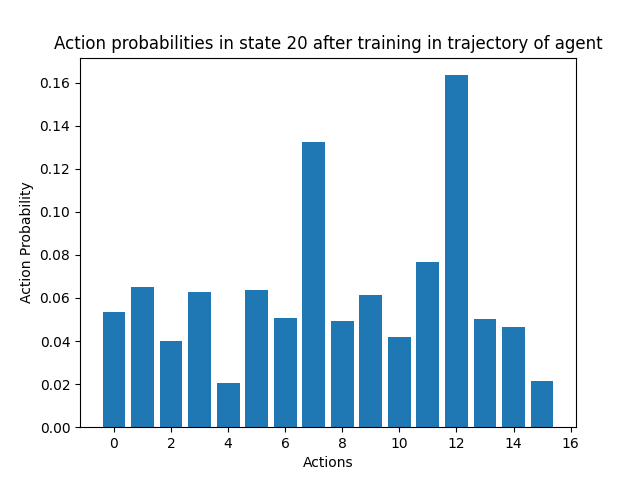 Action probabilities in state 20 after training in trajectory of agent
0.16
0.14
0.12
0.10
0.08
0.06
0.04
0.02
0.00
Action Probability
0 2 4 6 8 10 12 14 16
Actions